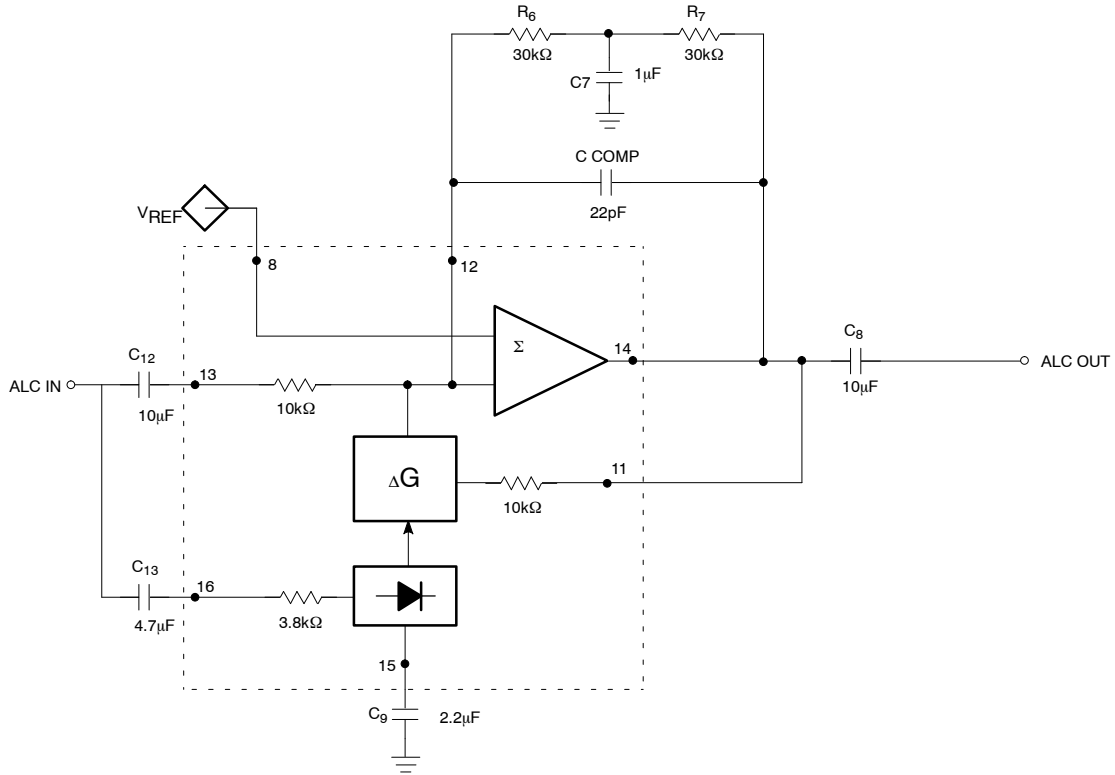 R6
R7
30kΩ
30kΩ
C7
1μF
C COMP
22pF
VREF
8
12
Σ
14
C8
10μF
ALC OUT
C12
13
ALC IN
10μF
10kΩ
ΔG
11
10kΩ
C13
16
4.7μF
3.8kΩ
15
C9
2.2μF